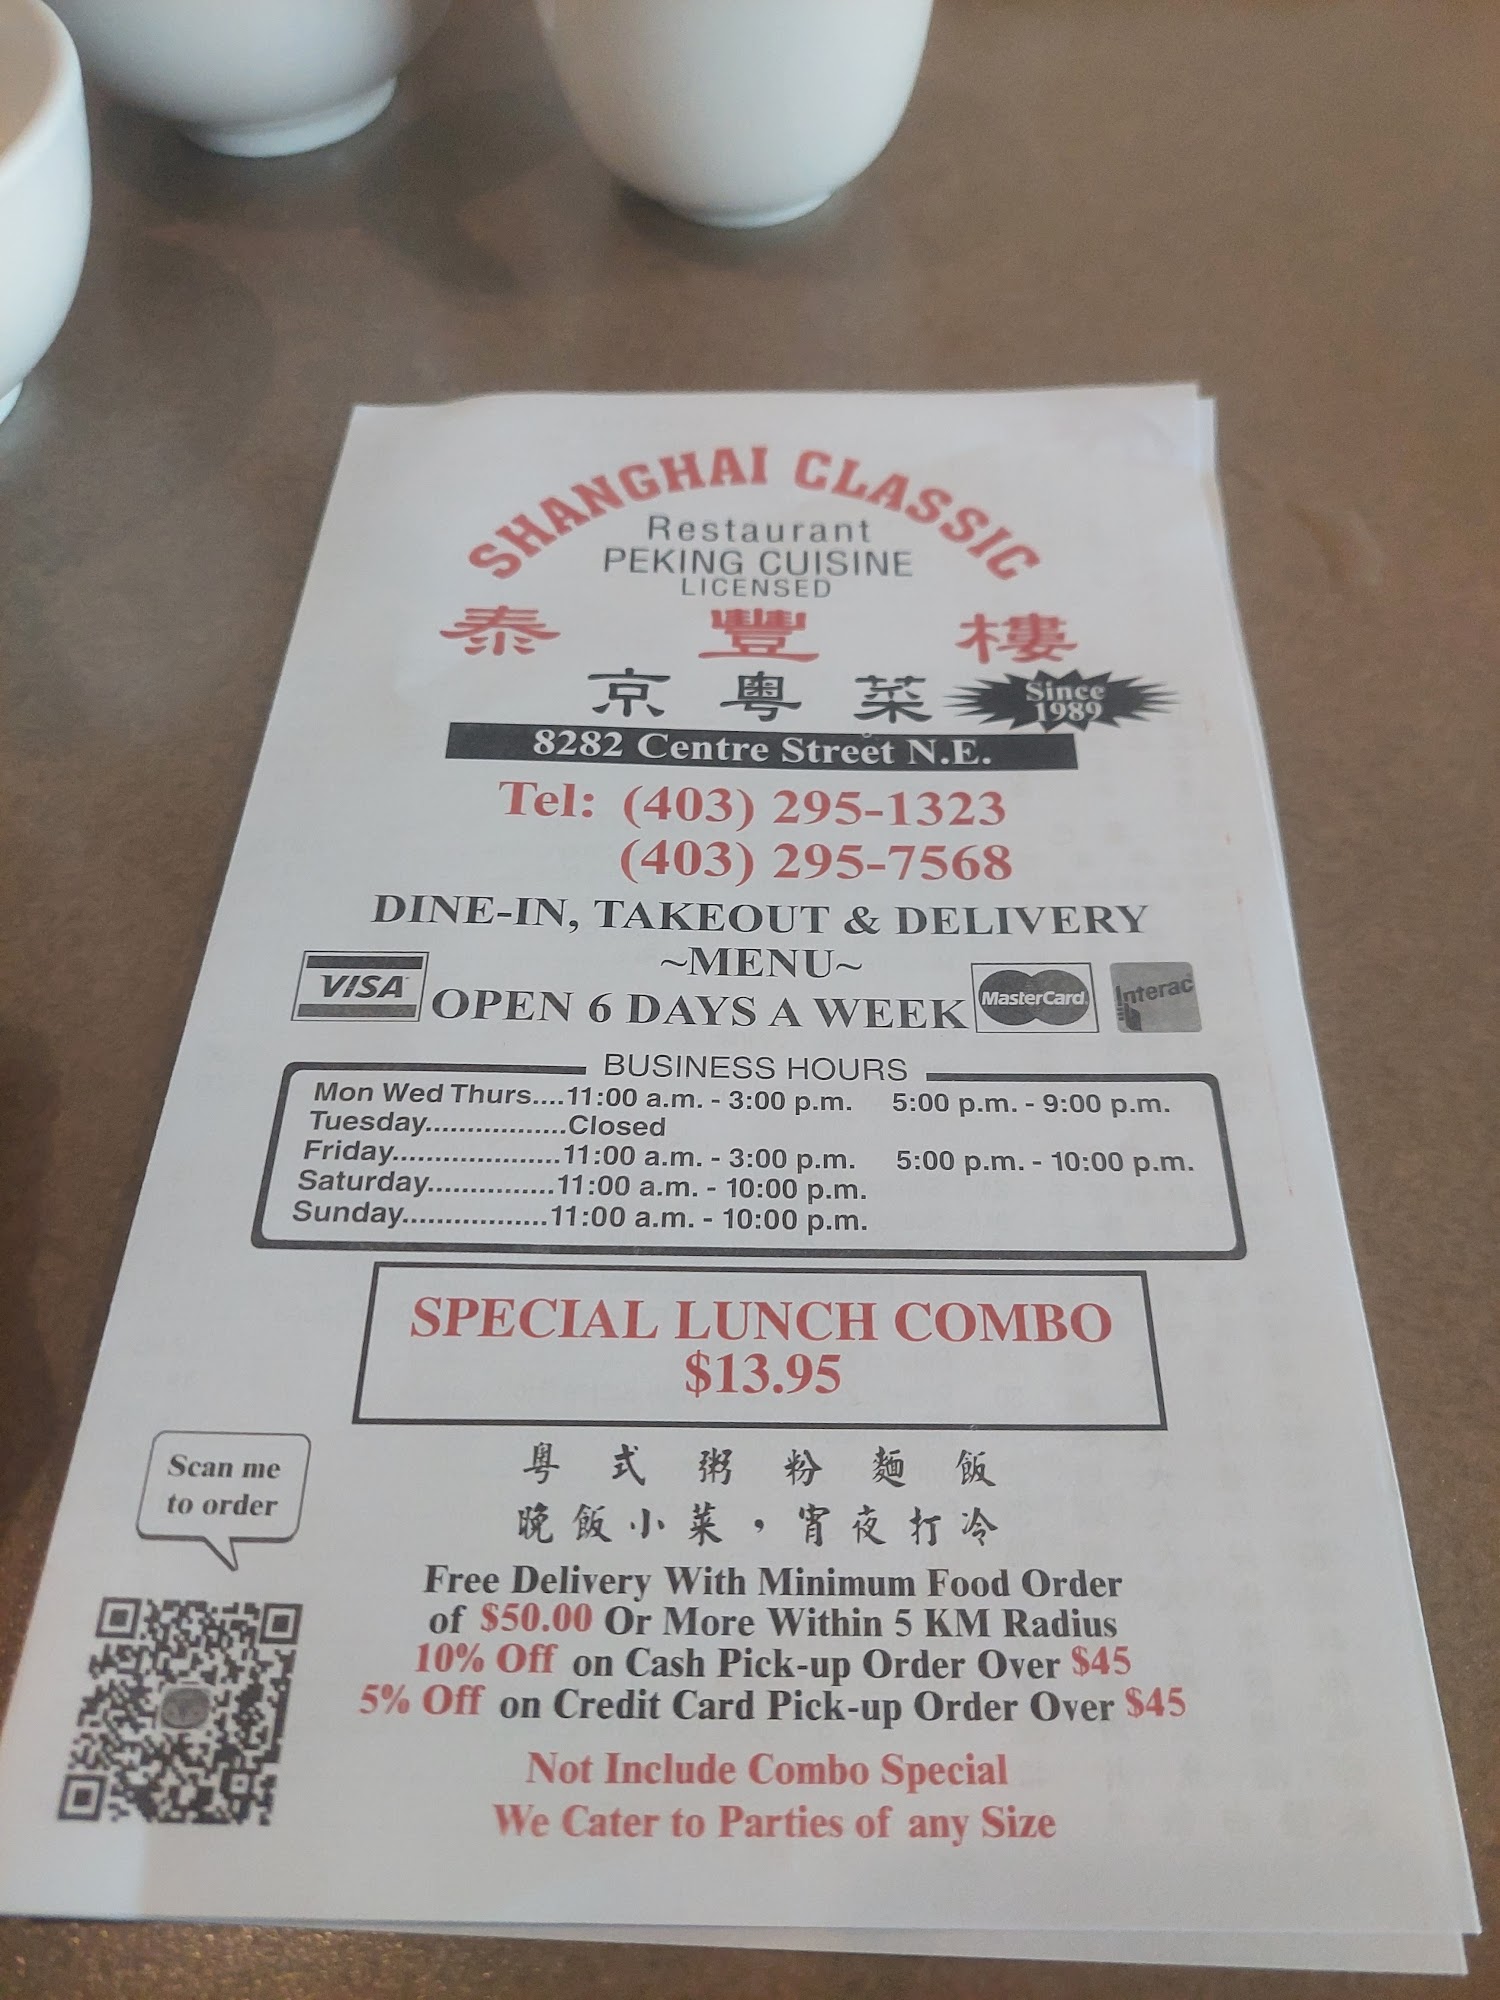 SHANGHAI CLASSIC
Restaurant
PEKING CUISINE
LICENSED
泰豐樓
京粵菜
Since
1989
8282 Centre Street N.E.
Tel: (403) 295-1323
(403) 295-7568
DINE-IN, TAKEOUT & DELIVERY
~MENU~
VISA
OPEN 6 DAYS A WEEK
MasterCard
Interac
BUSINESS HOURS
Mon Wed Thurs....11:00 a.m. - 3:00 p.m. 5:00 p.m. - 9:00 p.m.
Tuesday.................Closed
Friday....................11:00 a.m. - 3:00 p.m. 5:00 p.m. - 10:00 p.m.
Saturday...............11:00 a.m. - 10:00 p.m.
Sunday.................11:00 a.m. - 10:00 p.m.
SPECIAL LUNCH COMBO
$13.95
Scan me
to order
粵式粥粉麵飯
晚飯小菜，宵夜打冷
Free Delivery With Minimum Food Order
of $50.00 Or More Within 5 KM Radius
10% Off on Cash Pick-up Order Over $45
5% Off on Credit Card Pick-up Order Over $45
Not Include Combo Special
We Cater to Parties of any Size